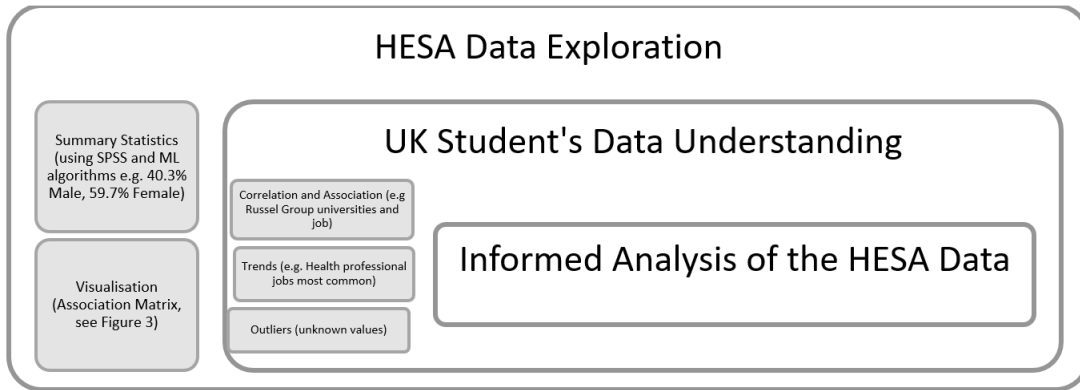 HESA Data Exploration
Summary Statistics
(using SPSS and ML
algorithms e.g. 40.3%
Male, 59.7% Female)
Visualisation
(Association Matrix,
see Figure 3)
UK Student's Data Understanding
Correlation and Association (e.g
Russel Group universities and
job)
Trends (e.g. Health professional
jobs most common)
Outliers (unknown values)
Informed Analysis of the HESA Data